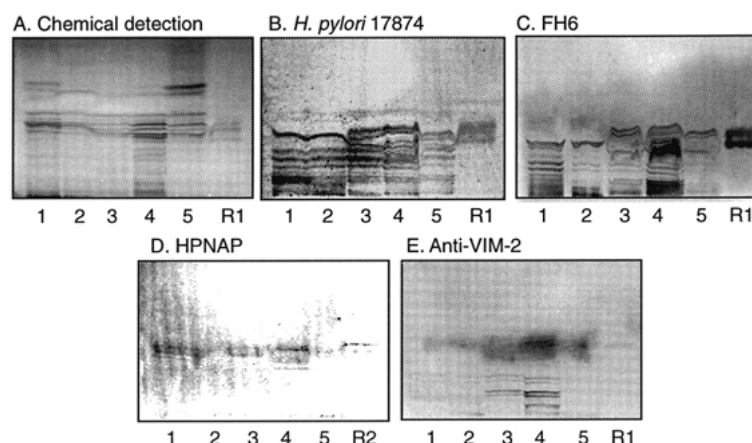 A. Chemical detection
B. H. pylori 17874
C. FH6
1 2 3 4 5 R1
1 2 3 4 5 R1
1 2 3 4 5 R1
D. HPNAP
E. Anti-VIM-2
1 2 3 4 5 R2
1 2 3 4 5 R1